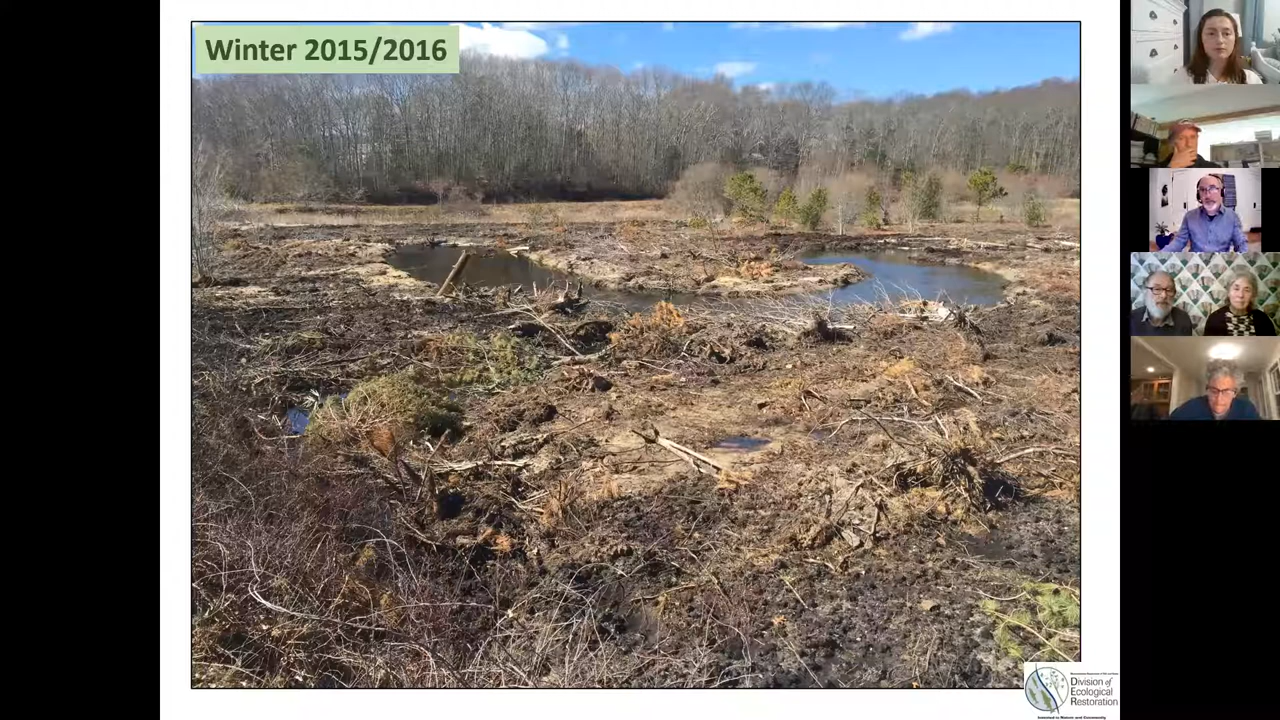 Winter 2015/2016
Division of
Ecological
Restoration